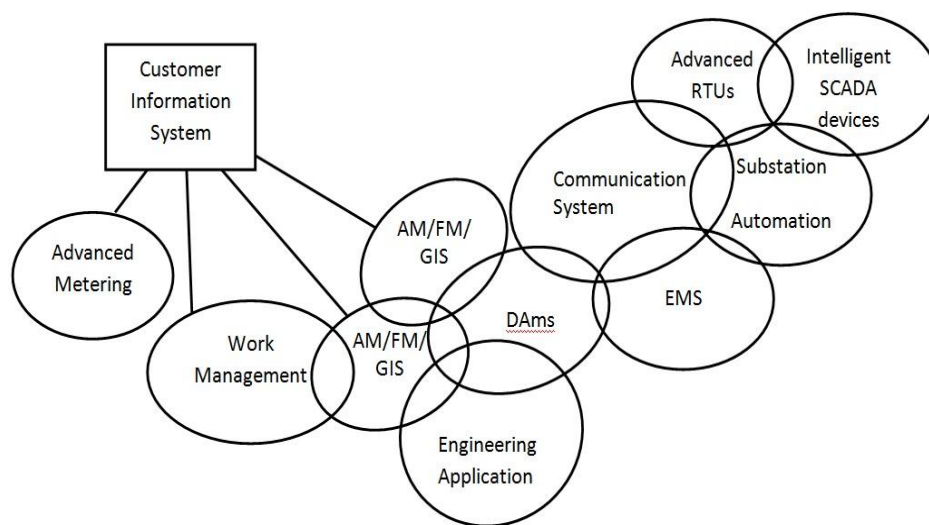 Customer
Information
System
Advanced
RTUs
Intelligent
SCADA
devices
Communication
System
Substation
Automation
AM/FM/
GIS
Advanced
Metering
EMS
DAms
Work
Management
AM/FM/
GIS
Engineering
Application